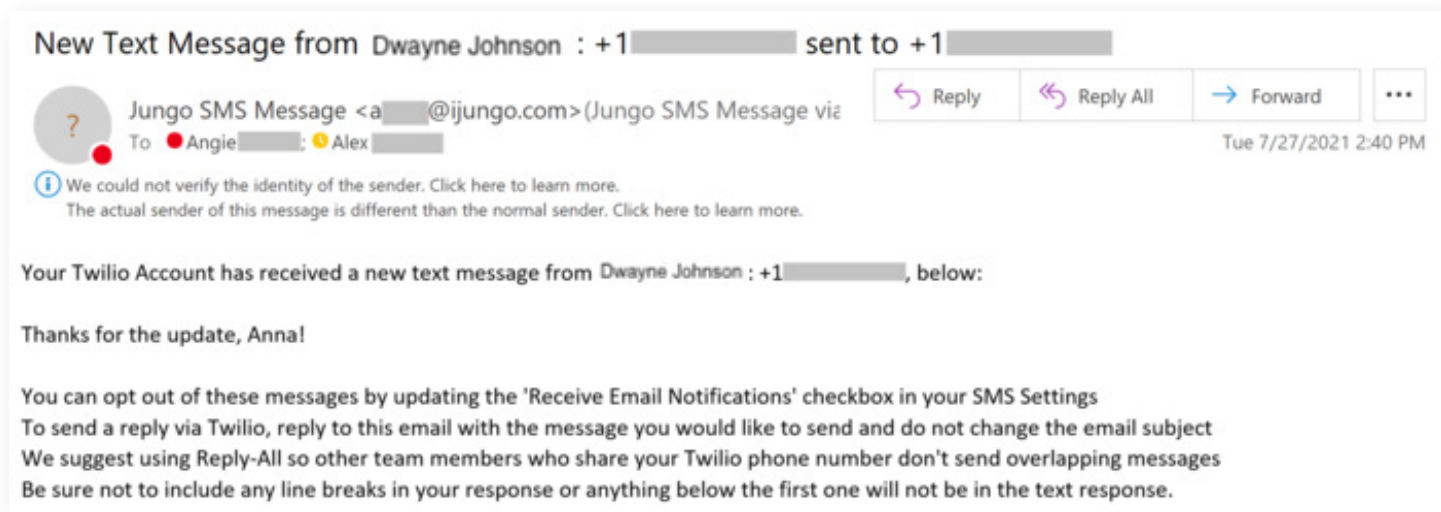 New Text Message from Dwayne Johnson : +1 sent to +1
Reply
Reply All
Forward
...
?
Jungo SMS Message <a @ijungo.com>(Jungo SMS Message via
To Angie ; Alex
Tue 7/27/2021 2:40 PM
We could not verify the identity of the sender. Click here to learn more.
The actual sender of this message is different than the normal sender. Click here to learn more.
Your Twilio Account has received a new text message from Dwayne Johnson : +1 , below:
Thanks for the update, Anna!
You can opt out of these messages by updating the 'Receive Email Notifications' checkbox in your SMS Settings
To send a reply via Twilio, reply to this email with the message you would like to send and do not change the email subject
We suggest using Reply-All so other team members who share your Twilio phone number don't send overlapping messages
Be sure not to include any line breaks in your response or anything below the first one will not be in the text response.